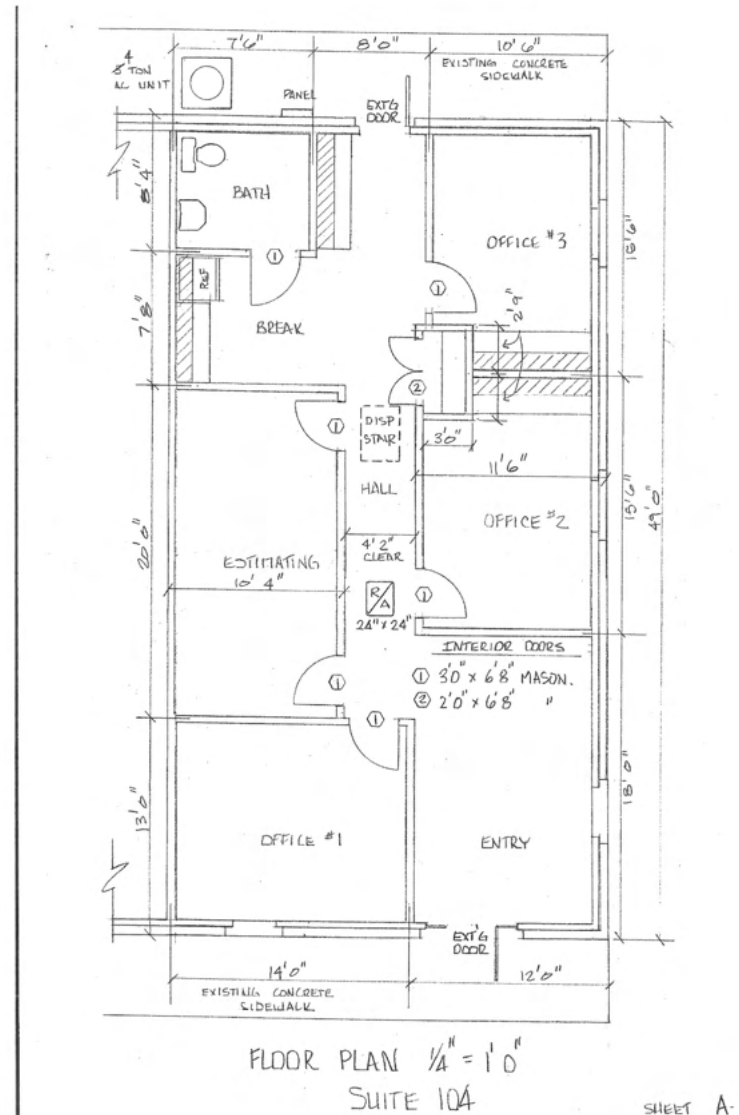 7'6"
8'0"
10'6"
EXISTING CONCRETE
SIDEWALK
4
8 TON
AC UNIT
PANEL
EXT'G
DOOR
8'4"
BATH
1
OFFICE #3
15'6"
REF
1
2'9"
7'8"
BREAK
2
1
DISP
STAIR
3'0"
11'6"
HALL
OFFICE #2
15'6"
49'0"
4'2"
CLEAR
20'0"
ESTIMATING
10'4"
R/A
1
24" x 24"
INTERIOR DOORS
1 3'0" x 6'8" MASON.
2 2'0" x 6'8" "
1
1
18'0"
13'0"
OFFICE #1
ENTRY
EXT'G
DOOR
14'0"
12'0"
EXISTING CONCRETE
SIDEWALK
FLOOR PLAN 1/4" = 1'0"
SUITE 104
SHEET A-